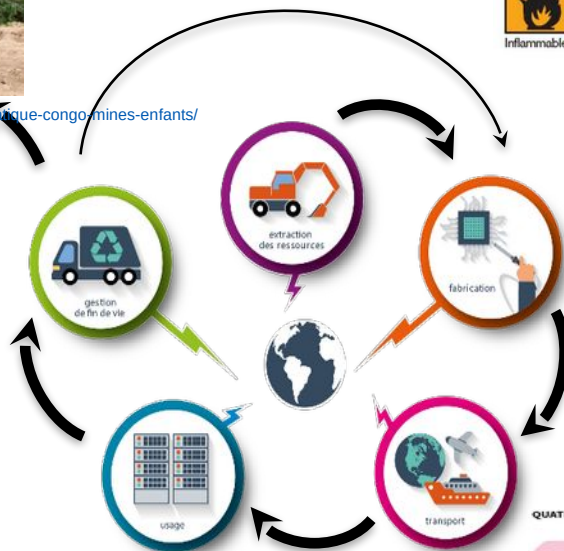 Inflammable
tique-congo-mines-enfants/
extraction
des ressources
gestion
de fin de vie
fabrication
usage
transport
QUAT